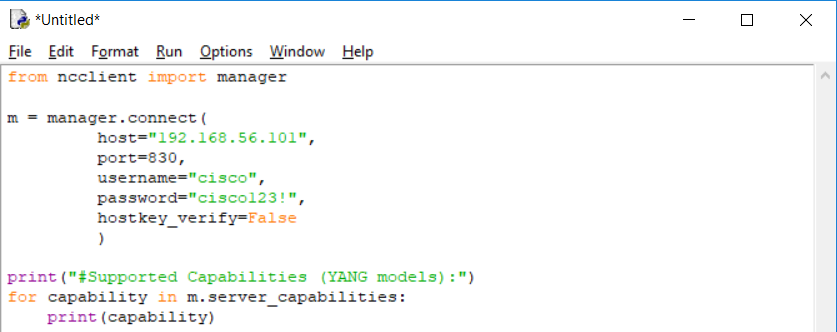 *Untitled*
File Edit Format Run Options Window Help
from ncclient import manager
m = manager.connect(
         host="192.168.56.101",
         port=830,
         username="cisco",
         password="cisco123!",
         hostkey_verify=False
         )
print("#Supported Capabilities (YANG models):")
for capability in m.server_capabilities:
    print(capability)